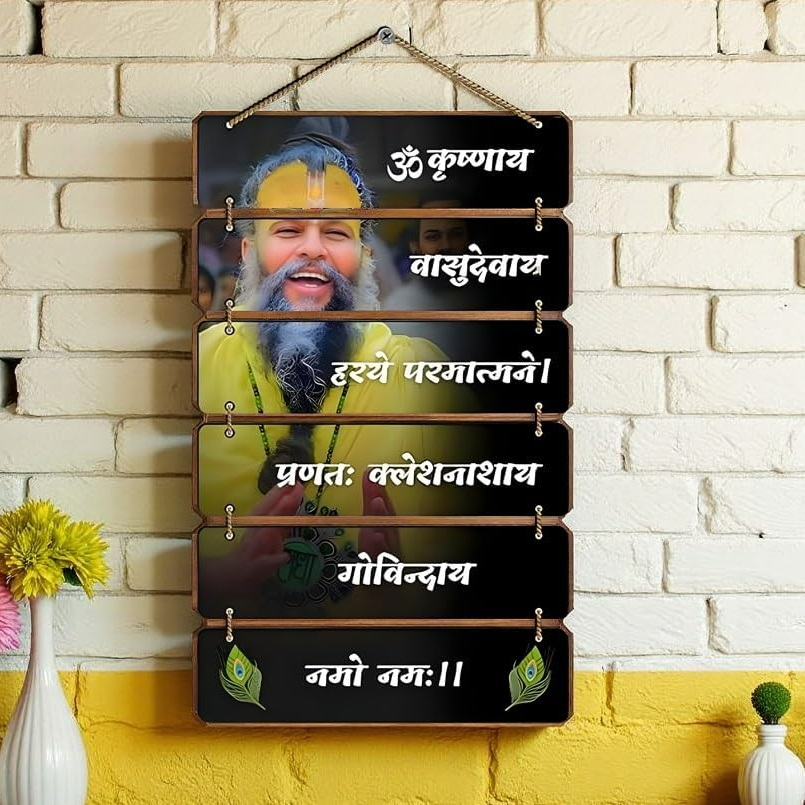 ॐ कृष्णाय
वासुदेवाय
हरये परमात्मने।
प्रणतः क्लेशनाशाय
गोविन्दाय
नमो नमः।।